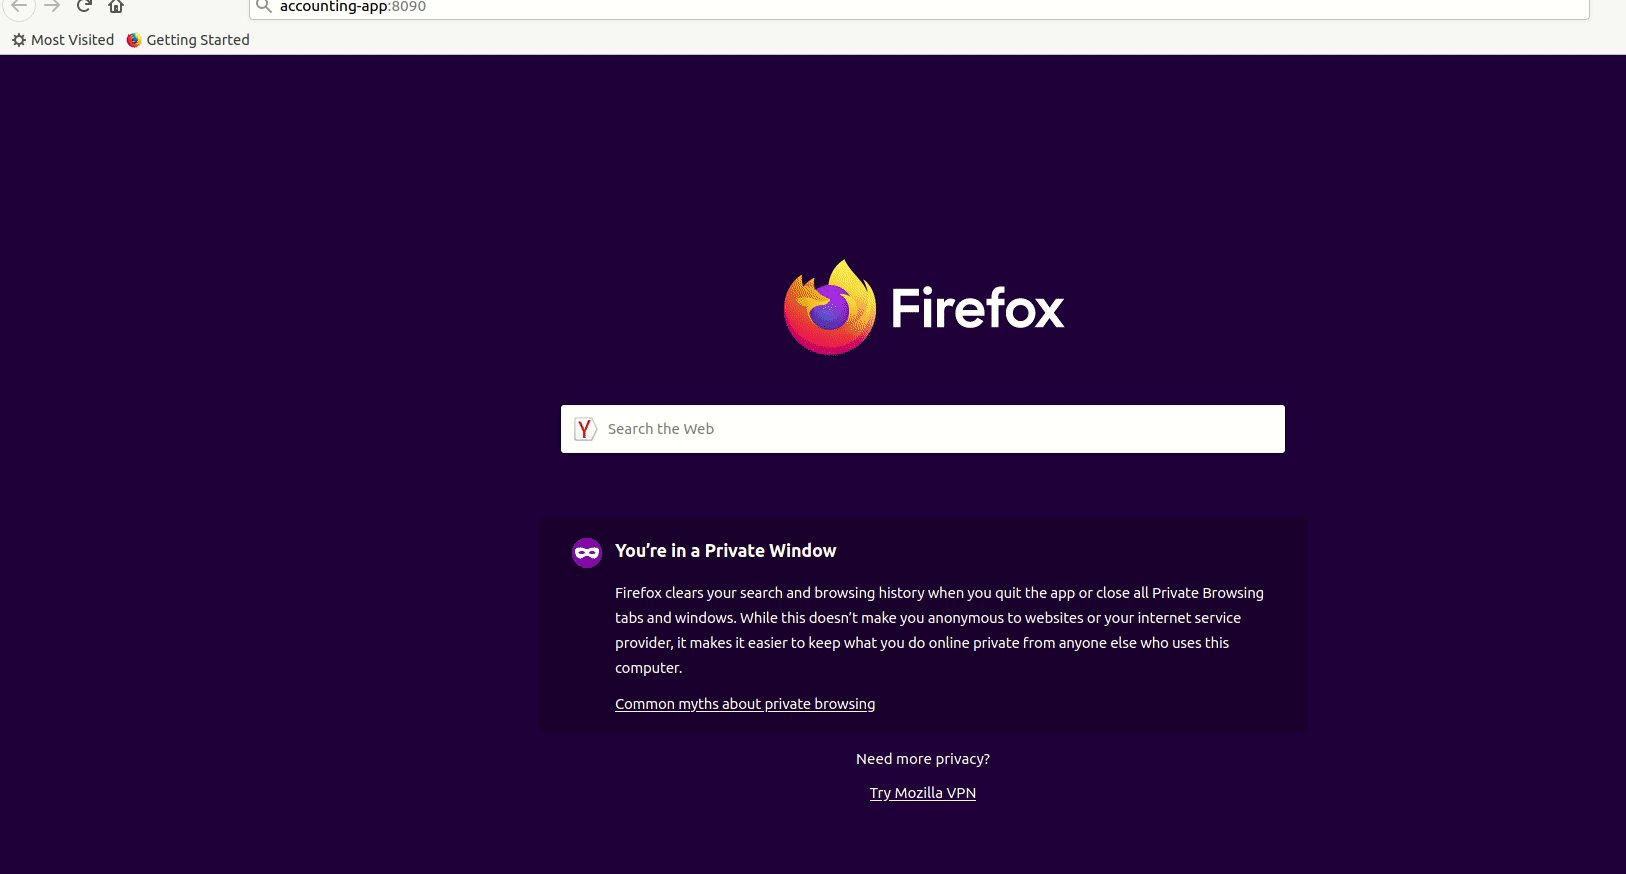 accounting-app:8090
Most Visited Getting Started
Firefox
Search the Web
You’re in a Private Window
Firefox clears your search and browsing history when you quit the app or close all Private Browsing
tabs and windows. While this doesn’t make you anonymous to websites or your internet service
provider, it makes it easier to keep what you do online private from anyone else who uses this
computer.
Common myths about private browsing
Need more privacy?
Try Mozilla VPN